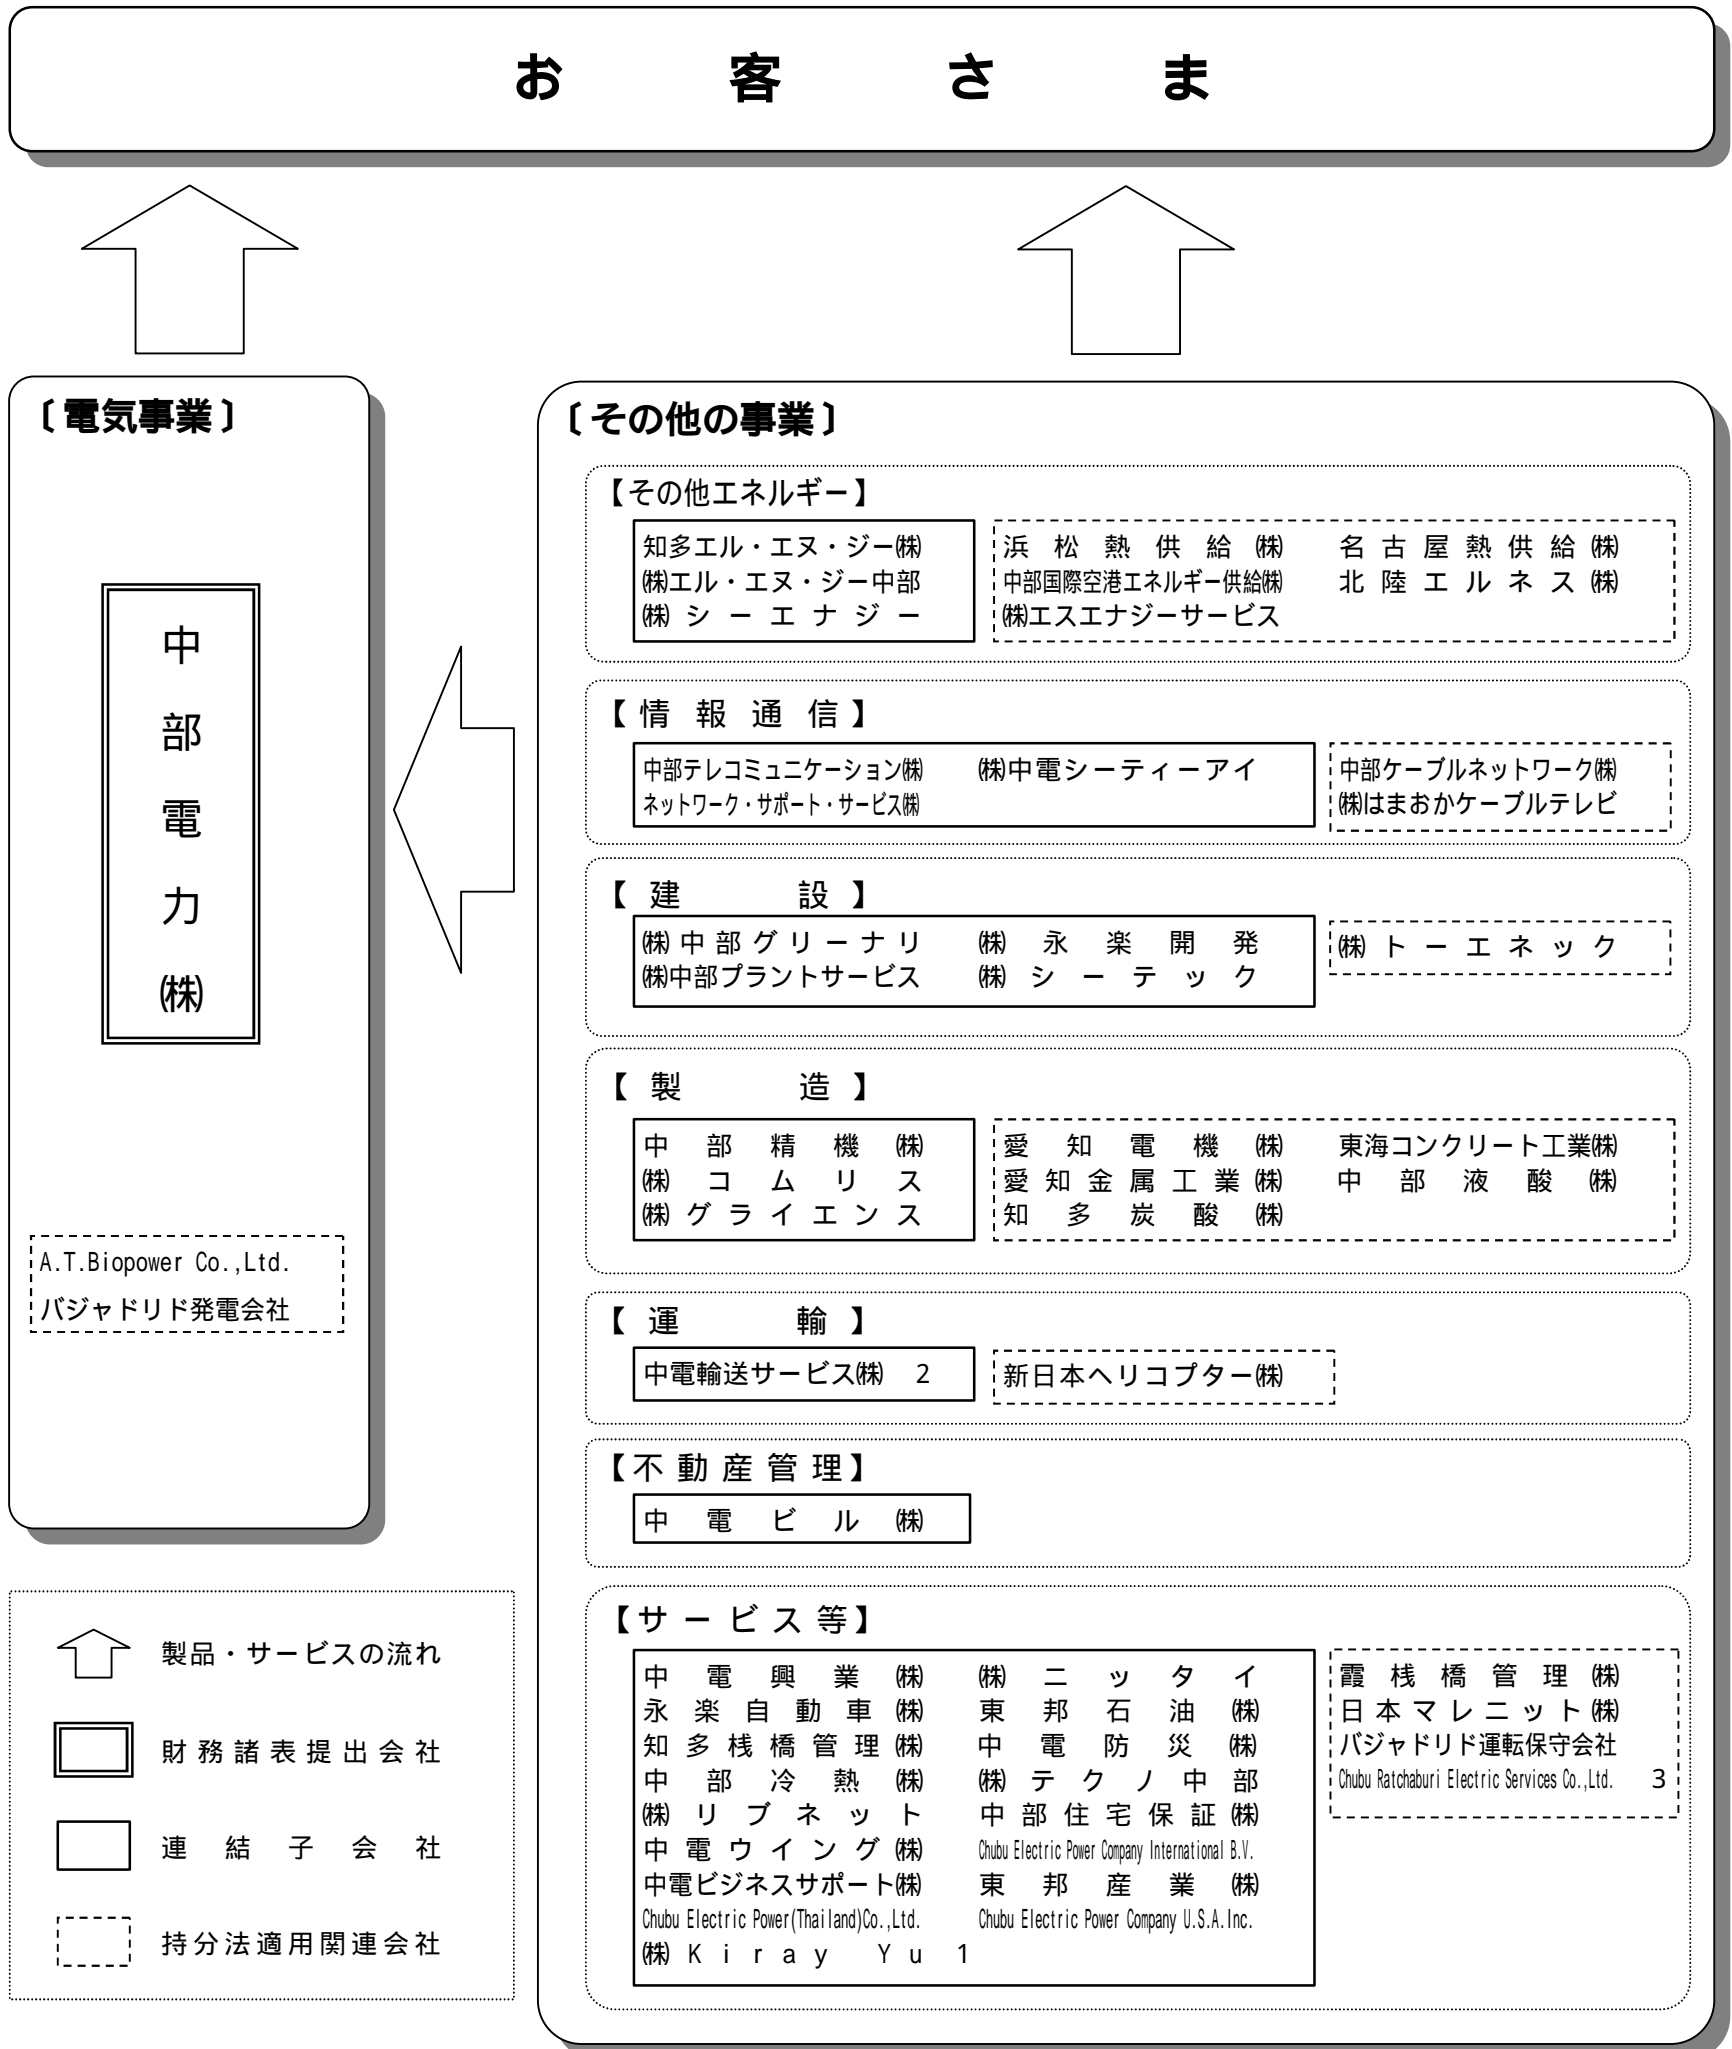 お客さま
〔電気事業〕
中部電力㈱
A.T.Biopower Co.,Ltd.
バジャドリド発電会社
〔その他の事業〕
【その他エネルギー】
知多エル・エヌ・ジー㈱
㈱エル・エヌ・ジー中部
㈱シーエナジー
浜松熱供給㈱ 名古屋熱供給㈱
中部国際空港エネルギー供給㈱ 北陸エルネス㈱
㈱エスエナジーサービス
【情報通信】
中部テレコミュニケーション㈱ ㈱中電シーティーアイ
ネットワーク・サポート・サービス㈱
中部ケーブルネットワーク㈱
㈱はまおかケーブルテレビ
【建設】
㈱中部グリーナリ ㈱永楽開発
㈱中部プラントサービス ㈱シーテック
㈱トーエネック
【製造】
中部精機㈱
㈱コムリス
㈱グライエンス
愛知電機㈱ 東海コンクリート工業㈱
愛知金属工業㈱ 中部液酸㈱
知多炭酸㈱
【運輸】
中電輸送サービス㈱ 2
新日本ヘリコプター㈱
【不動産管理】
中電ビル㈱
【サービス等】
中電興業㈱ ㈱ニッタイ
永楽自動車㈱ 東邦石油㈱
知多桟橋管理㈱ 中電防災㈱
中部冷熱㈱ ㈱テクノ中部
㈱リブネット 中部住宅保証㈱
中電ウイング㈱ Chubu Electric Power Company International B.V.
中電ビジネスサポート㈱ 東邦産業㈱
Chubu Electric Power(Thailand)Co.,Ltd. Chubu Electric Power Company U.S.A.Inc.
㈱Kiray Yu 1
霞桟橋管理㈱
日本マレニット㈱
バジャドリド運転保守会社
Chubu Ratchaburi Electric Services Co.,Ltd. 3
製品・サービスの流れ
財務諸表提出会社
連結子会社
持分法適用関連会社